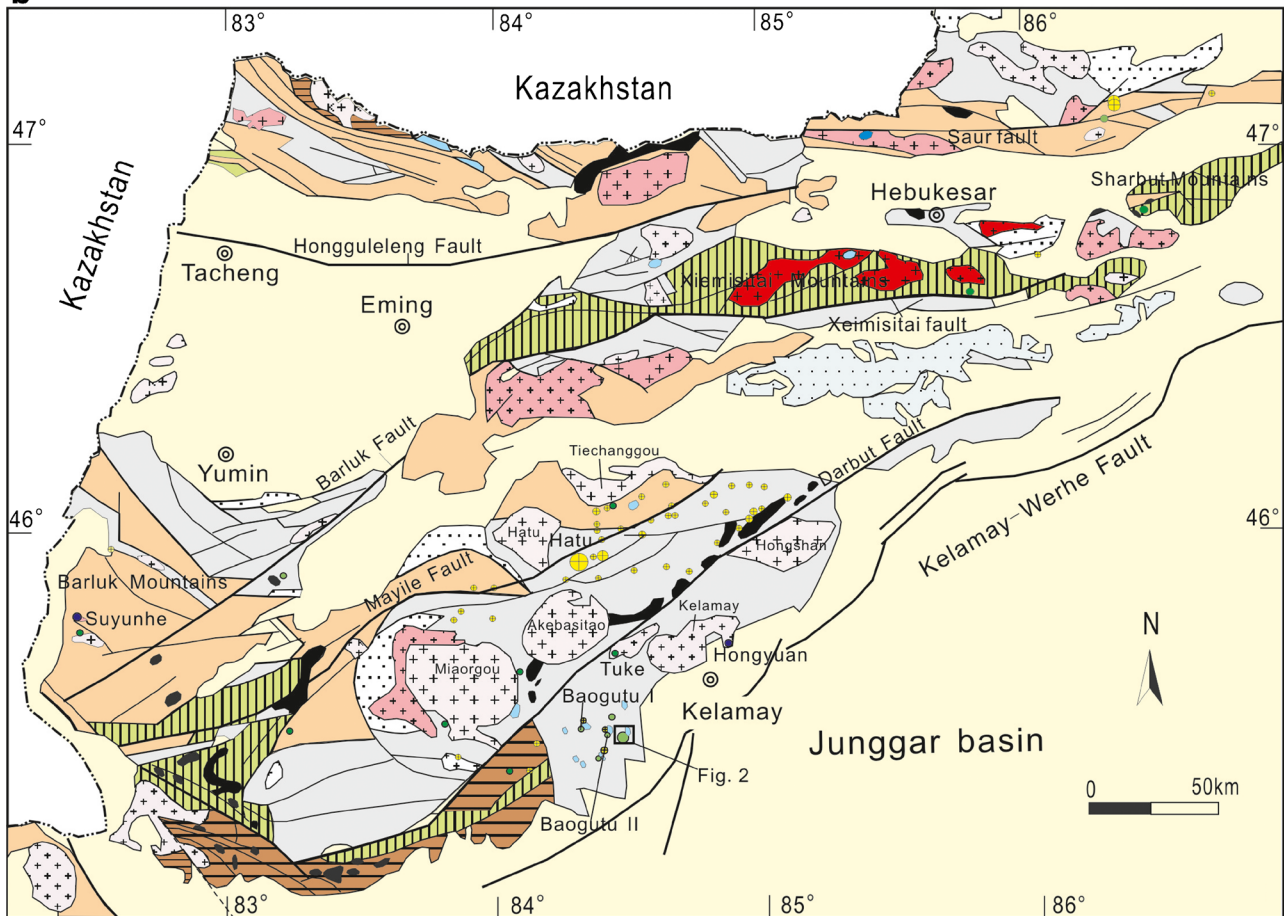 b
83°
84°
85°
86°
Kazakhstan
47°
47°
Saur fault
Kazakhstan
Hebukesar
Sharbut Mountains
Hongguleleng Fault
Tacheng
Xiemisitai Mountains
Eming
Xeimisitai fault
Barluk Fault
Tiechanggou
Darbut Fault
Yumin
Kelamay-Werhe Fault
46°
46°
Hatu
Hatu
Hongshan
Barluk Mountains
Mayile Fault
Suyunhe
Akebasitao
Kelamay
N
Miaorgou
Tuke
Hongyuan
Baogutu I
Kelamay
Junggar basin
Fig. 2
0
50km
Baogutu II
83°
84°
85°
86°